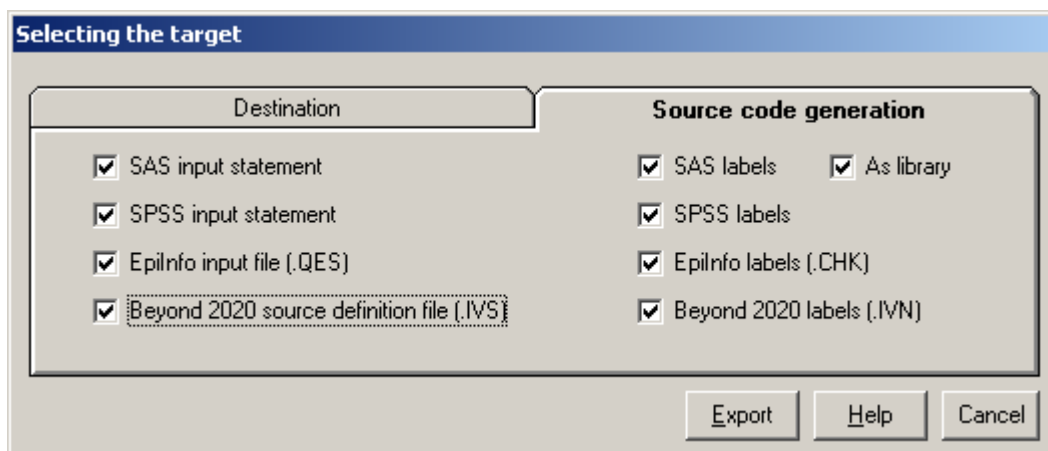 Selecting the target
Destination Source code generation
SAS input statement SAS labels As library
SPSS input statement SPSS labels
EpiInfo input file (.QES) EpiInfo labels (.CHK)
Beyond 2020 source definition file (.IVS) Beyond 2020 labels (.IVN)
Export Help Cancel